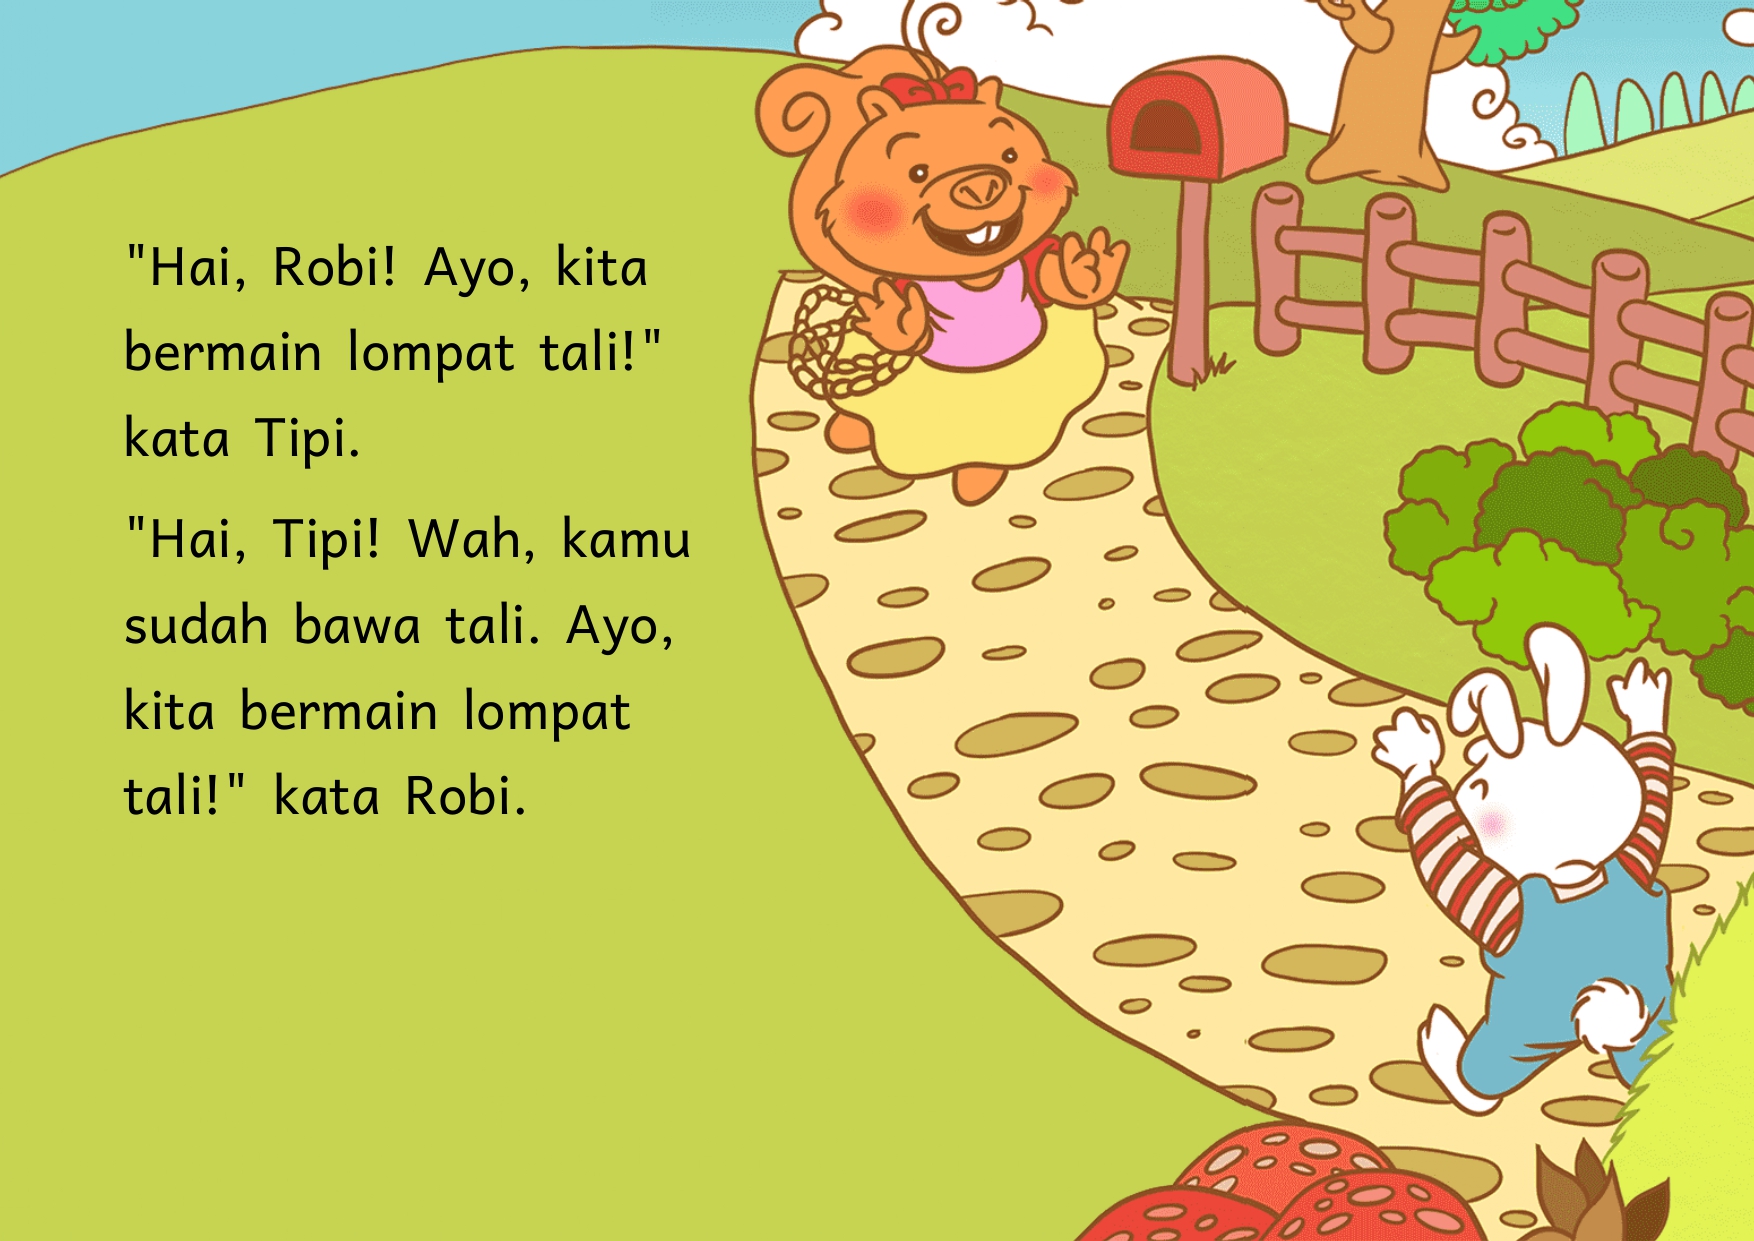 "Hai, Robi! Ayo, kita
bermain lompat tali!"
kata Tipi.
"Hai, Tipi! Wah, kamu
sudah bawa tali. Ayo,
kita bermain lompat
tali!" kata Robi.